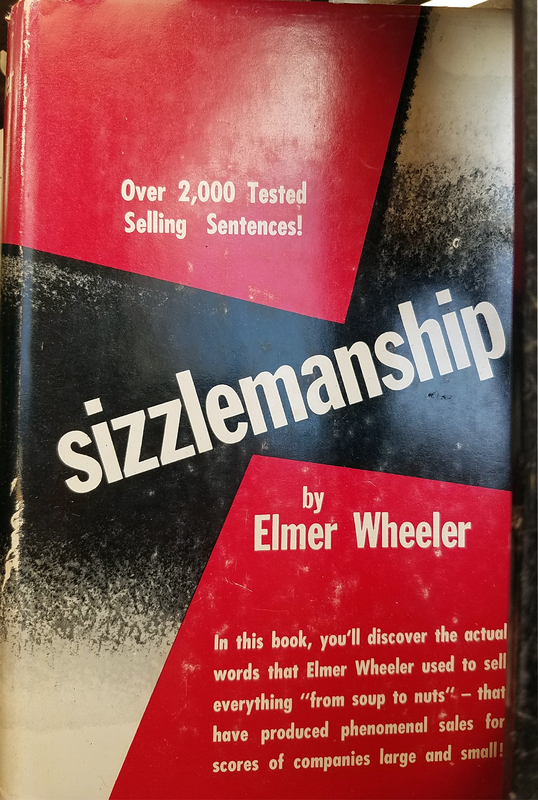 Over 2,000 Tested
Selling Sentences!
sizzlemanship
by
Elmer Wheeler
In this book, you'll discover the actual
words that Elmer Wheeler used to sell
everything "from soup to nuts" – that
have produced phenomenal sales for
scores of companies large and small!